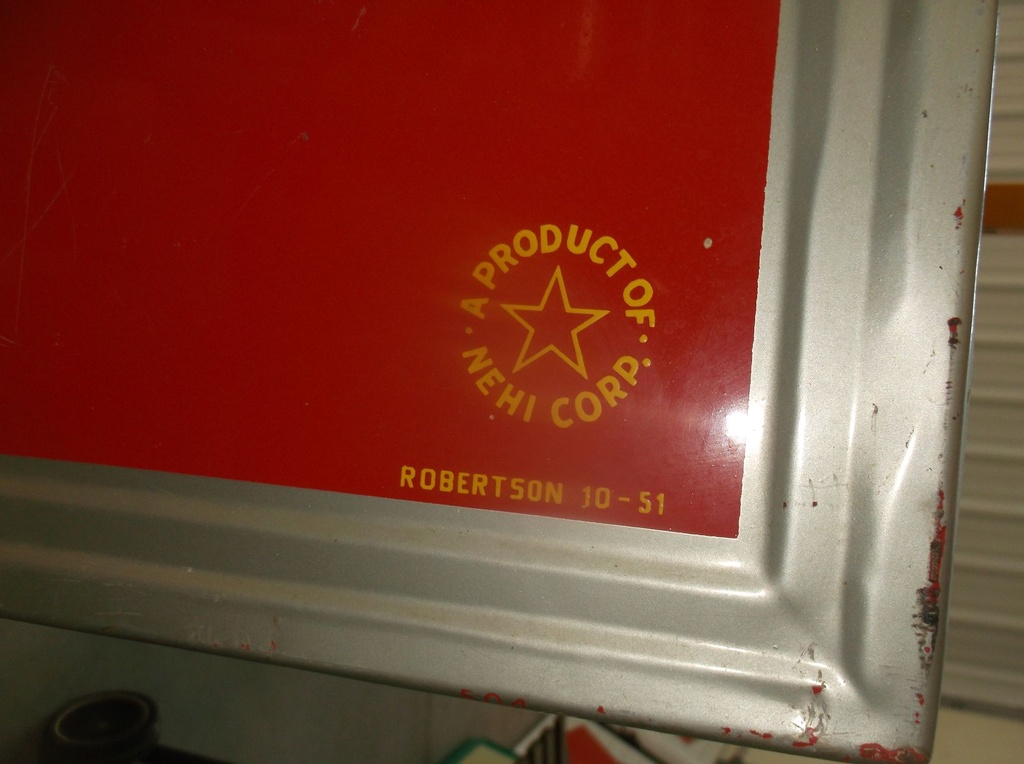 A PRODUCT OF
NEHI CORP.
ROBERTSON 10-51